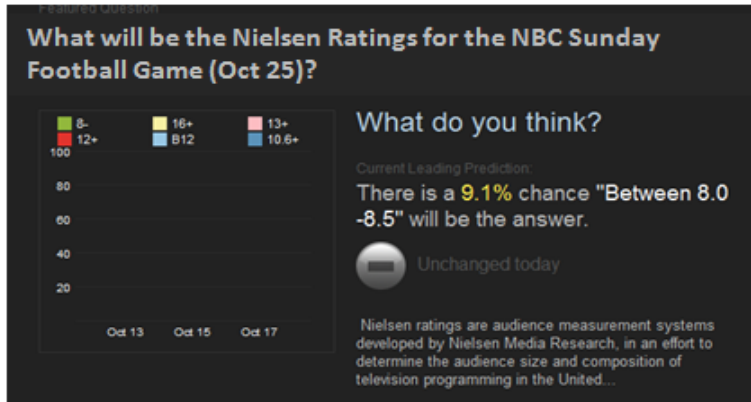 Featured Question
What will be the Nielsen Ratings for the NBC Sunday
Football Game (Oct 25)?
8- 16+ 13+
12+ B12 10.6+
100
80
60
40
20
Oct 13 Oct 15 Oct 17
What do you think?
Current Leading Prediction:
There is a 9.1% chance "Between 8.0
-8.5" will be the answer.
Unchanged today
Nielsen ratings are audience measurement systems
developed by Nielsen Media Research, in an effort to
determine the audience size and composition of
television programming in the United...